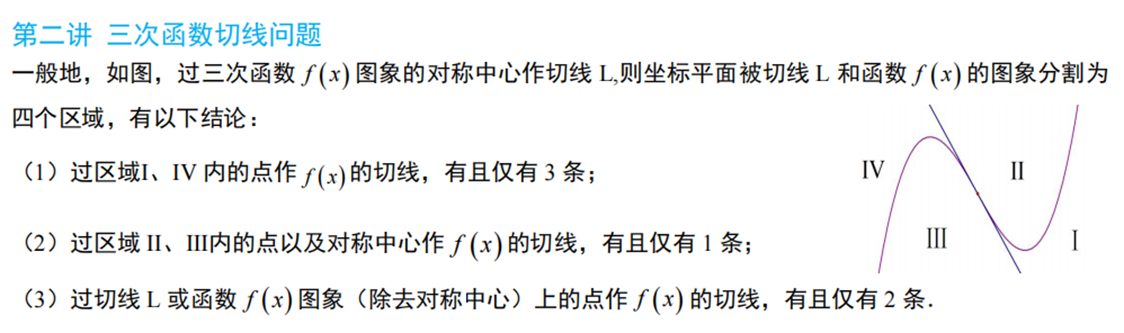 第二讲 三次函数切线问题
一般地，如图，过三次函数 f(x) 图象的对称中心作切线 L,则坐标平面被切线 L 和函数 f(x) 的图象分割为
四个区域，有以下结论：
（1）过区域I、IV 内的点作 f(x) 的切线，有且仅有 3 条；
（2）过区域 II、III内的点以及对称中心作 f(x) 的切线，有且仅有 1 条；
（3）过切线 L 或函数 f(x) 图象（除去对称中心）上的点作 f(x) 的切线，有且仅有 2 条.
IV
II
III
I